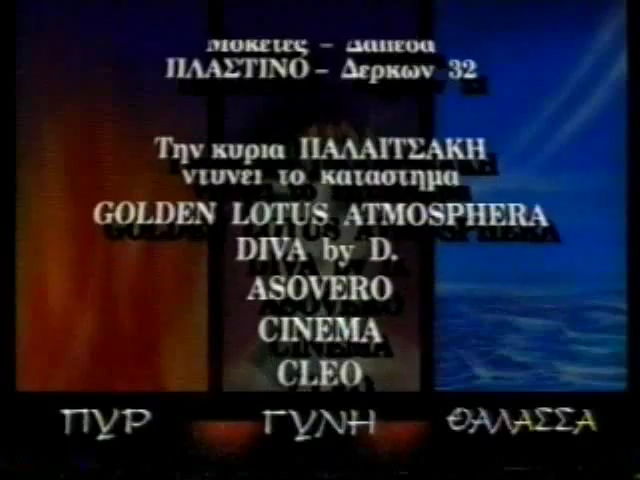 Μοκετες - Δαπεδα
ΠΛΑΣΤΙΝΟ - Δερκων 32
Την κυρια ΠΑΛΑΙΤΣΑΚΗ
ντυνει το καταστημα
GOLDEN LOTUS ATMOSPHERA
DIVA by D.
ASOVERO
CINEMA
CLEO
ΠΥΡ ΓΥΝΗ ΘΑΛΑΣΣΑ